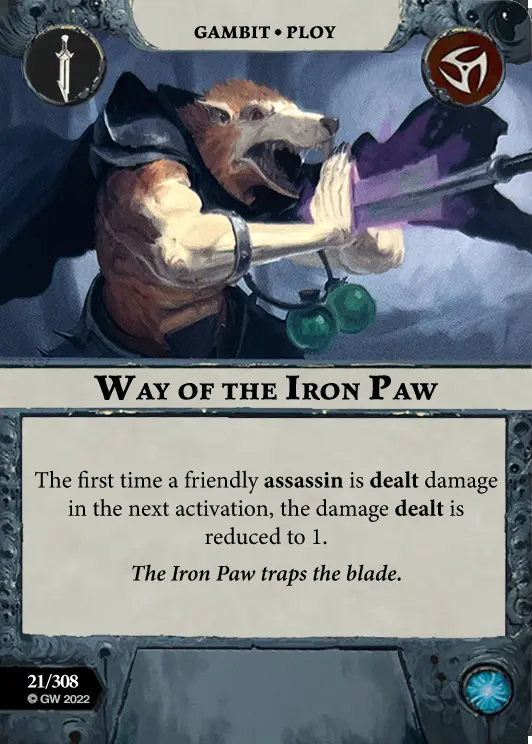 GAMBIT • PLOY
WAY OF THE IRON PAW
The first time a friendly assassin is dealt damage
in the next activation, the damage dealt is
reduced to 1.
The Iron Paw traps the blade.
21/308
© GW 2022